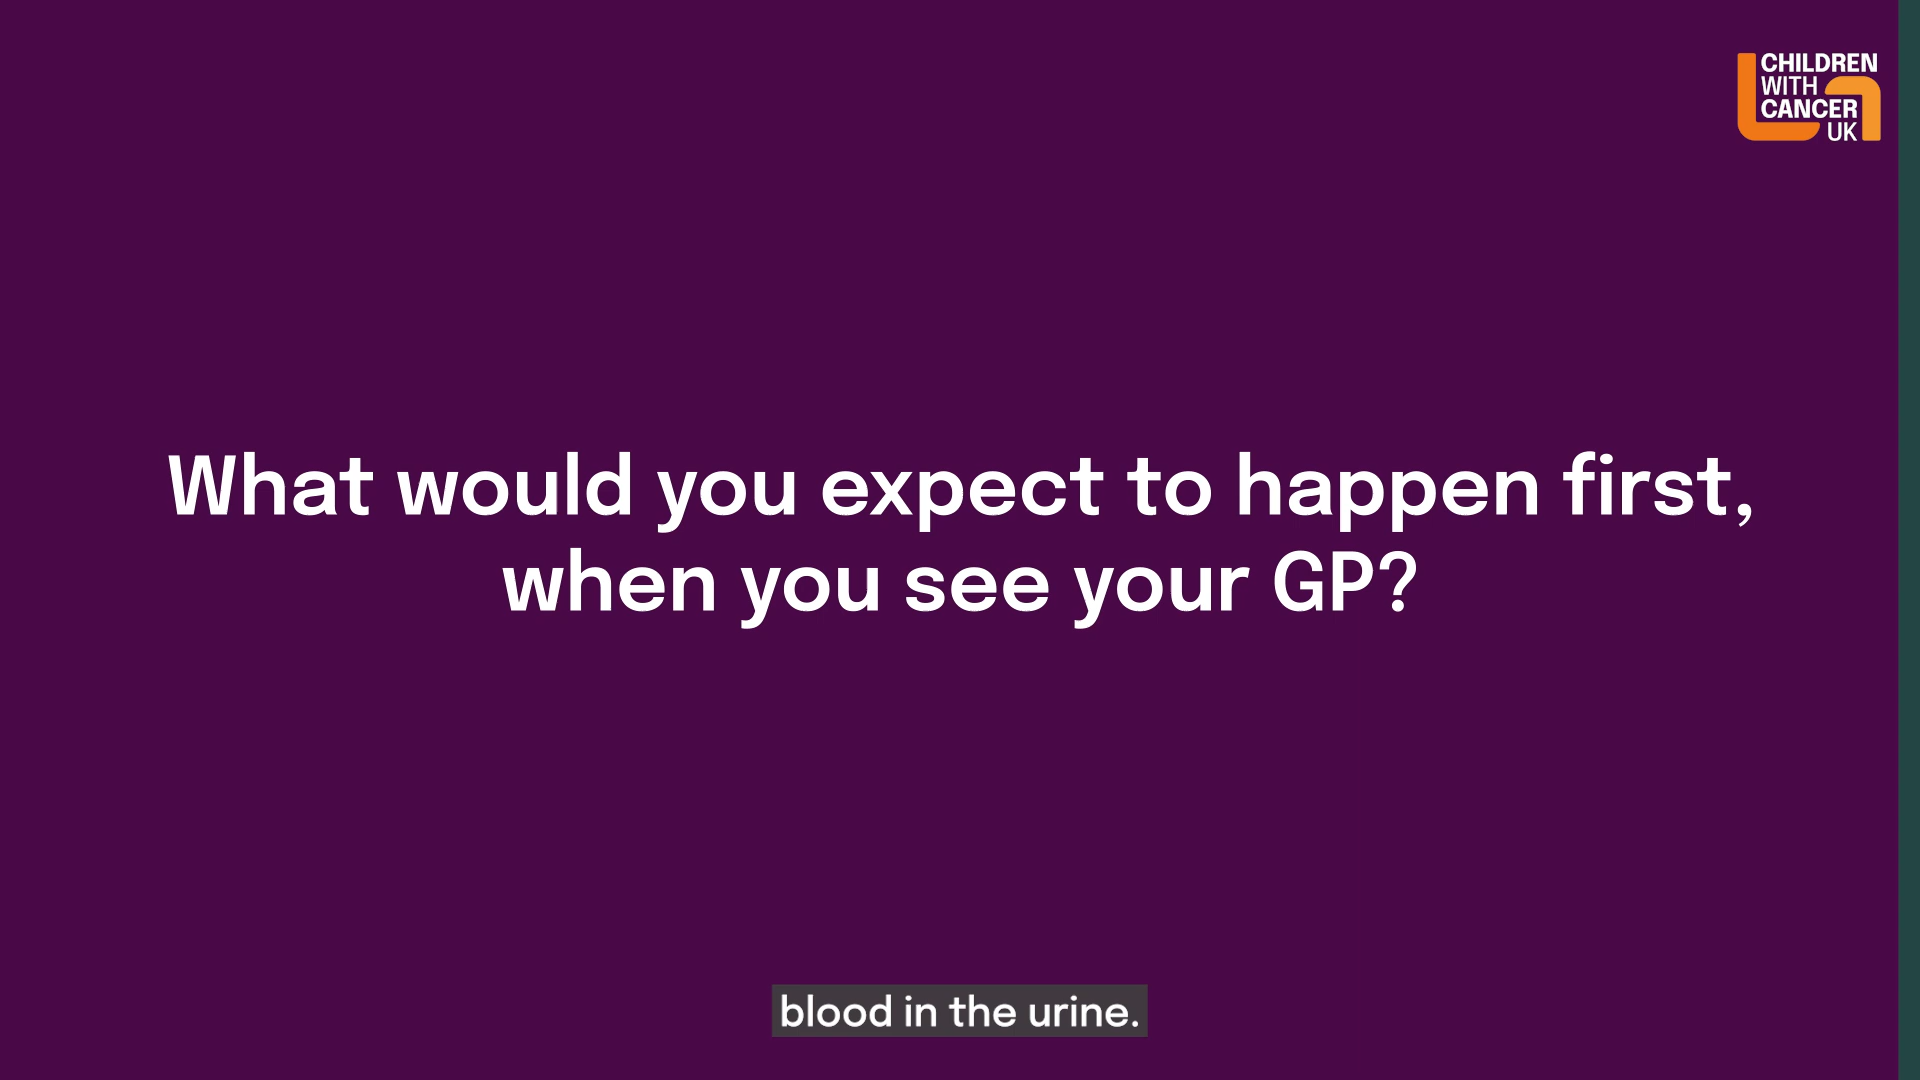 CHILDREN
WITH
CANCER
UK
What would you expect to happen first,
when you see your GP?
blood in the urine.